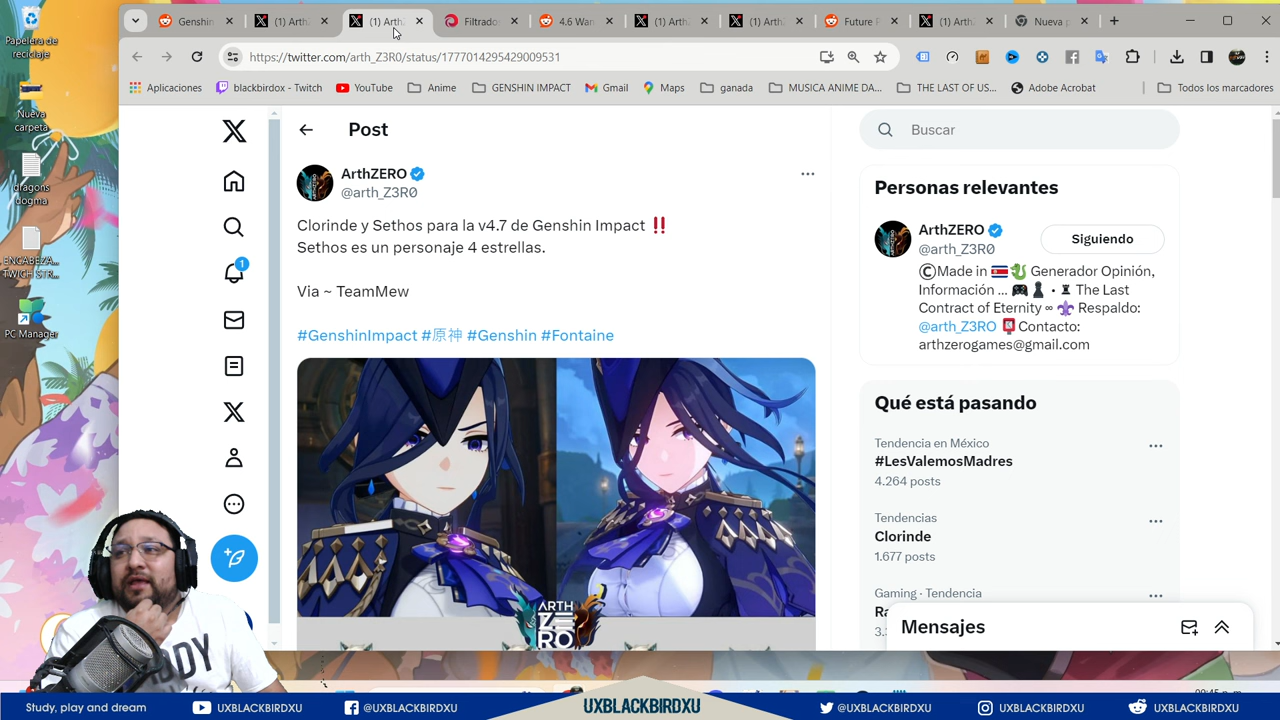 Papelera de
reciclaje
Nueva
carpeta
dragons
dogma
ENCABEZA...
TWICH STR...
PC Manager
Genshin
(1) Arth
(1) Arth
Filtrado
4.6 Wan
(1) Arth
(1) Arth
Future
(1) Arth
Nueva p
https://twitter.com/arth_Z3R0/status/1777014295429009531
Aplicaciones
blackbirdox - Twitch
YouTube
Anime
GENSHIN IMPACT
Gmail
Maps
ganada
MUSICA ANIME DA...
THE LAST OF US...
Adobe Acrobat
Todos los marcadores
Post
ArthZERO
@arth_Z3R0
Clorinde y Sethos para la v4.7 de Genshin Impact ‼️
Sethos es un personaje 4 estrellas.
Via ~ TeamMew
#GenshinImpact #原神 #Genshin #Fontaine
ARTH
ZE
RO
1
Buscar
Personas relevantes
ArthZERO
@arth_Z3R0
Siguiendo
©Made in 🇨🇷🐉 Generador Opinión,
Información ... 🎮♟ • ♜ The Last
Contract of Eternity ∞ ⚜ Respaldo:
@arth_Z3RO 📮Contacto:
arthzerogames@gmail.com
Qué está pasando
Tendencia en México
#LesValemosMadres
4.264 posts
Tendencias
Clorinde
1.677 posts
Gaming · Tendencia
Mensajes
Study, play and dream
UXBLACKBIRDXU
@UXBLACKBIRDXU
UXBLACKBIRDXU
@UXBLACKBIRDXU
UXBLACKBIRDXU
UXBLACKBIRDXU